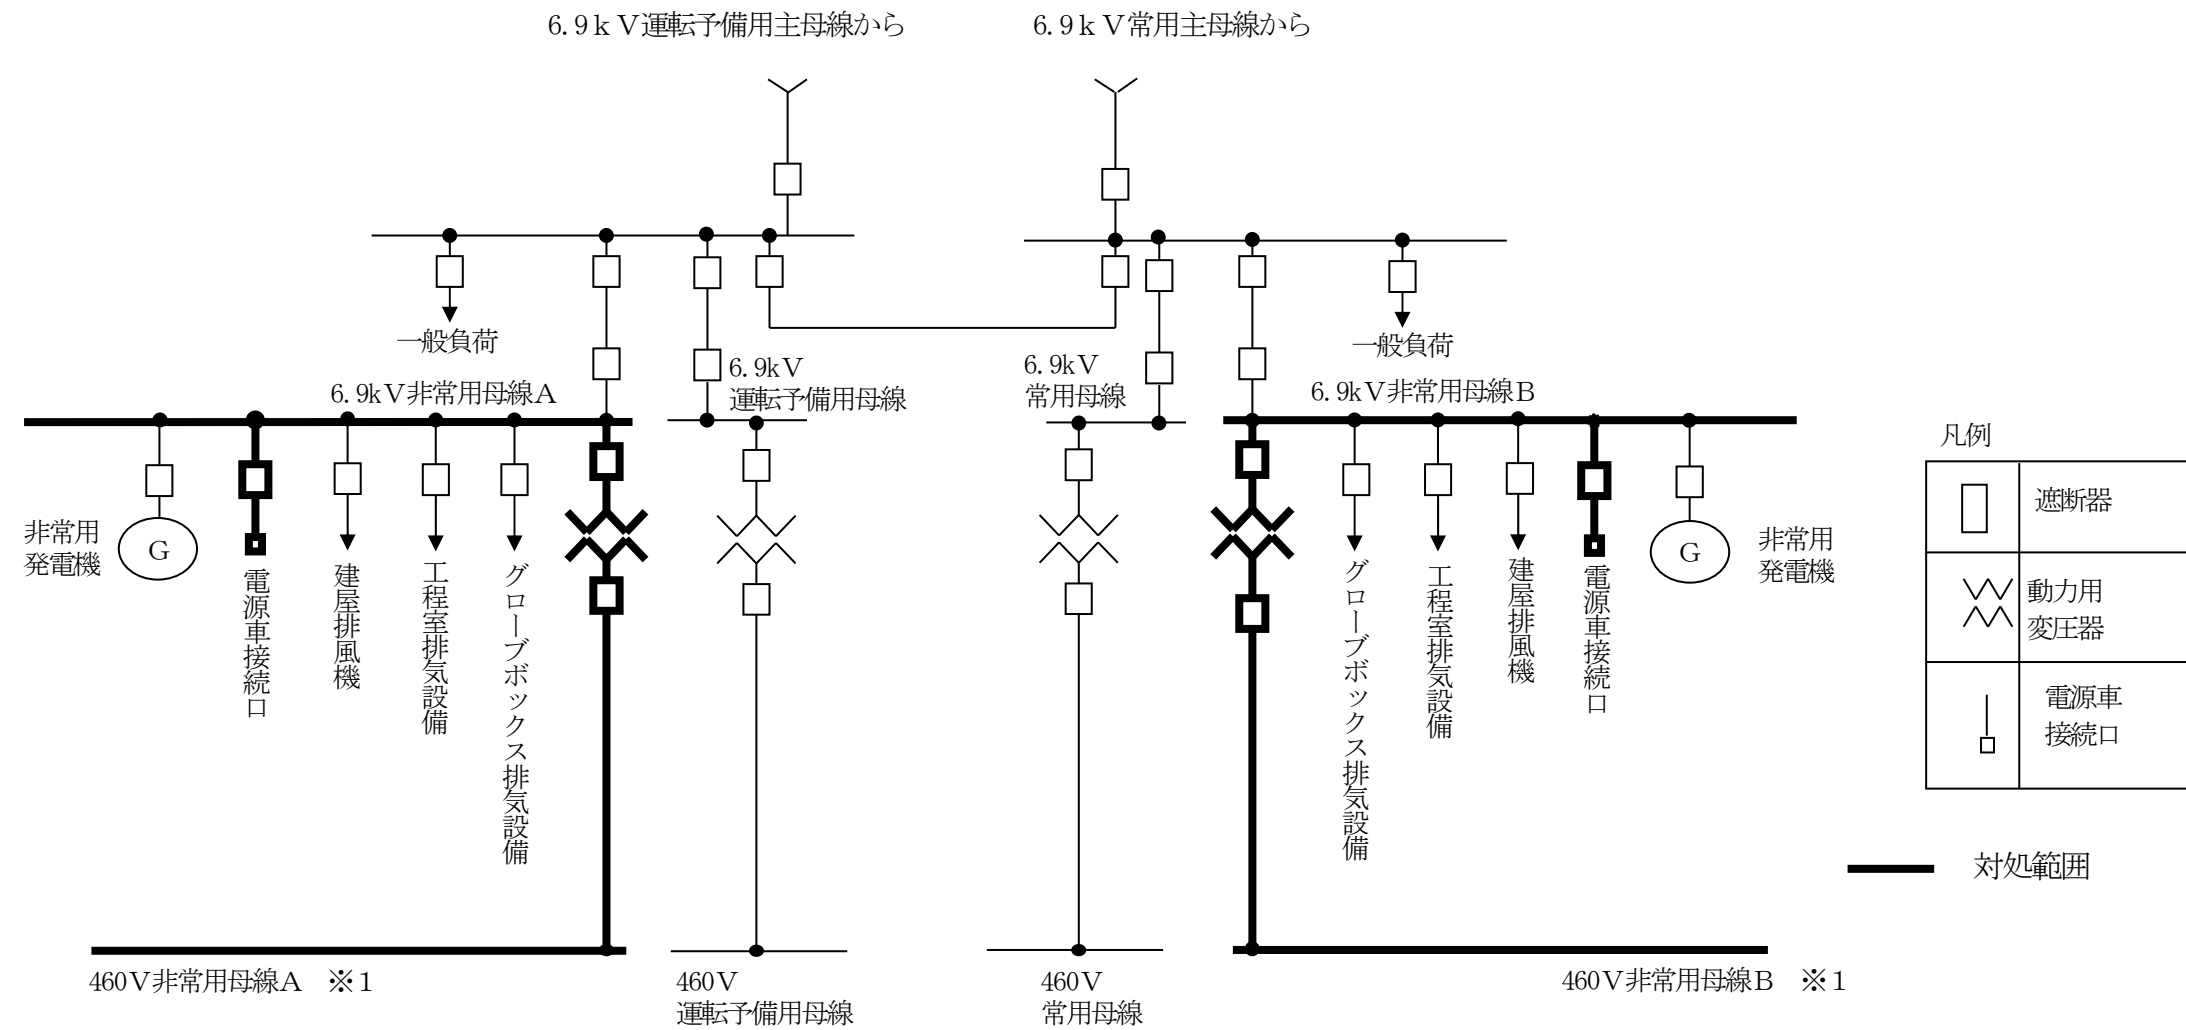 6.9kV運転予備用主母線から
6.9kV常用主母線から
一般負荷
一般負荷
6.9kV
運転予備用母線
6.9kV
常用母線
6.9kV非常用母線A
6.9kV非常用母線B
非常用
発電機
G
電源車接続口
建屋排風機
工程室排気設備
グローブボックス排気設備
グローブボックス排気設備
工程室排気設備
建屋排風機
電源車接続口
G
非常用
発電機
凡例
遮断器
動力用
変圧器
電源車
接続口
対処範囲
460V非常用母線A ※1
460V
運転予備用母線
460V
常用母線
460V非常用母線B ※1